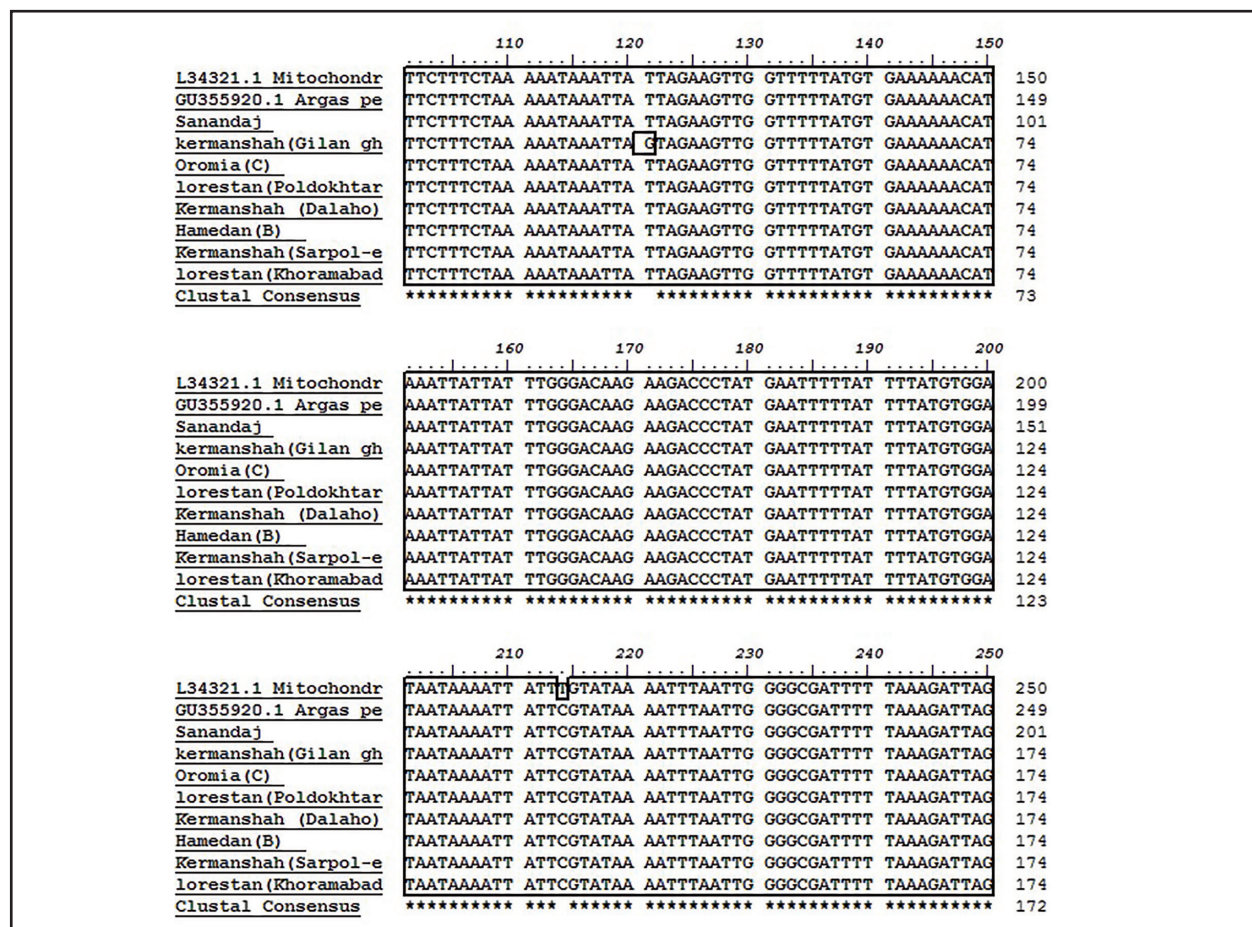 110 120 130 140 150
L34321.1 Mitochondr TTCTTTCTAA AAATAAATTA TTAGAAGTTG GTTTTTATGT GAAAAAACAT 150
GU355920.1 Argas pe TTCTTTCTAA AAATAAATTA TTAGAAGTTG GTTTTTATGT GAAAAAACAT 149
Sanandaj TTCTTTCTAA AAATAAATTA TTAGAAGTTG GTTTTTATGT GAAAAAACAT 101
kermanshah(Gilan gh TTCTTTCTAA AAATAAATTA GTAGAAGTTG GTTTTTATGT GAAAAAACAT 74
Oromia(C) TTCTTTCTAA AAATAAATTA TTAGAAGTTG GTTTTTATGT GAAAAAACAT 74
lorestan(Poldokhtar TTCTTTCTAA AAATAAATTA TTAGAAGTTG GTTTTTATGT GAAAAAACAT 74
Kermanshah (Dalaho) TTCTTTCTAA AAATAAATTA TTAGAAGTTG GTTTTTATGT GAAAAAACAT 74
Hamedan(B) TTCTTTCTAA AAATAAATTA TTAGAAGTTG GTTTTTATGT GAAAAAACAT 74
Kermanshah(Sarpol-e TTCTTTCTAA AAATAAATTA TTAGAAGTTG GTTTTTATGT GAAAAAACAT 74
lorestan(Khoramabad TTCTTTCTAA AAATAAATTA TTAGAAGTTG GTTTTTATGT GAAAAAACAT 74
Clustal Consensus ********** ********** ********* ********** ********** 73
160 170 180 190 200
L34321.1 Mitochondr AAATTATTAT TTGGGACAAG AAGACCCTAT GAATTTTTAT TTTATGTGGA 200
GU355920.1 Argas pe AAATTATTAT TTGGGACAAG AAGACCCTAT GAATTTTTAT TTTATGTGGA 199
Sanandaj AAATTATTAT TTGGGACAAG AAGACCCTAT GAATTTTTAT TTTATGTGGA 151
kermanshah(Gilan gh AAATTATTAT TTGGGACAAG AAGACCCTAT GAATTTTTAT TTTATGTGGA 124
Oromia(C) AAATTATTAT TTGGGACAAG AAGACCCTAT GAATTTTTAT TTTATGTGGA 124
lorestan(Poldokhtar AAATTATTAT TTGGGACAAG AAGACCCTAT GAATTTTTAT TTTATGTGGA 124
Kermanshah (Dalaho) AAATTATTAT TTGGGACAAG AAGACCCTAT GAATTTTTAT TTTATGTGGA 124
Hamedan(B) AAATTATTAT TTGGGACAAG AAGACCCTAT GAATTTTTAT TTTATGTGGA 124
Kermanshah(Sarpol-e AAATTATTAT TTGGGACAAG AAGACCCTAT GAATTTTTAT TTTATGTGGA 124
lorestan(Khoramabad AAATTATTAT TTGGGACAAG AAGACCCTAT GAATTTTTAT TTTATGTGGA 124
Clustal Consensus ********** ********** ********** ********** ********** 123
210 220 230 240 250
L34321.1 Mitochondr TAATAAAATT ATTTGTATAA AATTTAATTG GGGCGATTTT TAAAGATTAG 250
GU355920.1 Argas pe TAATAAAATT ATTCGTATAA AATTTAATTG GGGCGATTTT TAAAGATTAG 249
Sanandaj TAATAAAATT ATTCGTATAA AATTTAATTG GGGCGATTTT TAAAGATTAG 201
kermanshah(Gilan gh TAATAAAATT ATTCGTATAA AATTTAATTG GGGCGATTTT TAAAGATTAG 174
Oromia(C) TAATAAAATT ATTCGTATAA AATTTAATTG GGGCGATTTT TAAAGATTAG 174
lorestan(Poldokhtar TAATAAAATT ATTCGTATAA AATTTAATTG GGGCGATTTT TAAAGATTAG 174
Kermanshah (Dalaho) TAATAAAATT ATTCGTATAA AATTTAATTG GGGCGATTTT TAAAGATTAG 174
Hamedan(B) TAATAAAATT ATTCGTATAA AATTTAATTG GGGCGATTTT TAAAGATTAG 174
Kermanshah(Sarpol-e TAATAAAATT ATTCGTATAA AATTTAATTG GGGCGATTTT TAAAGATTAG 174
lorestan(Khoramabad TAATAAAATT ATTCGTATAA AATTTAATTG GGGCGATTTT TAAAGATTAG 174
Clustal Consensus ********** *** ****** ********** ********** ********** 172